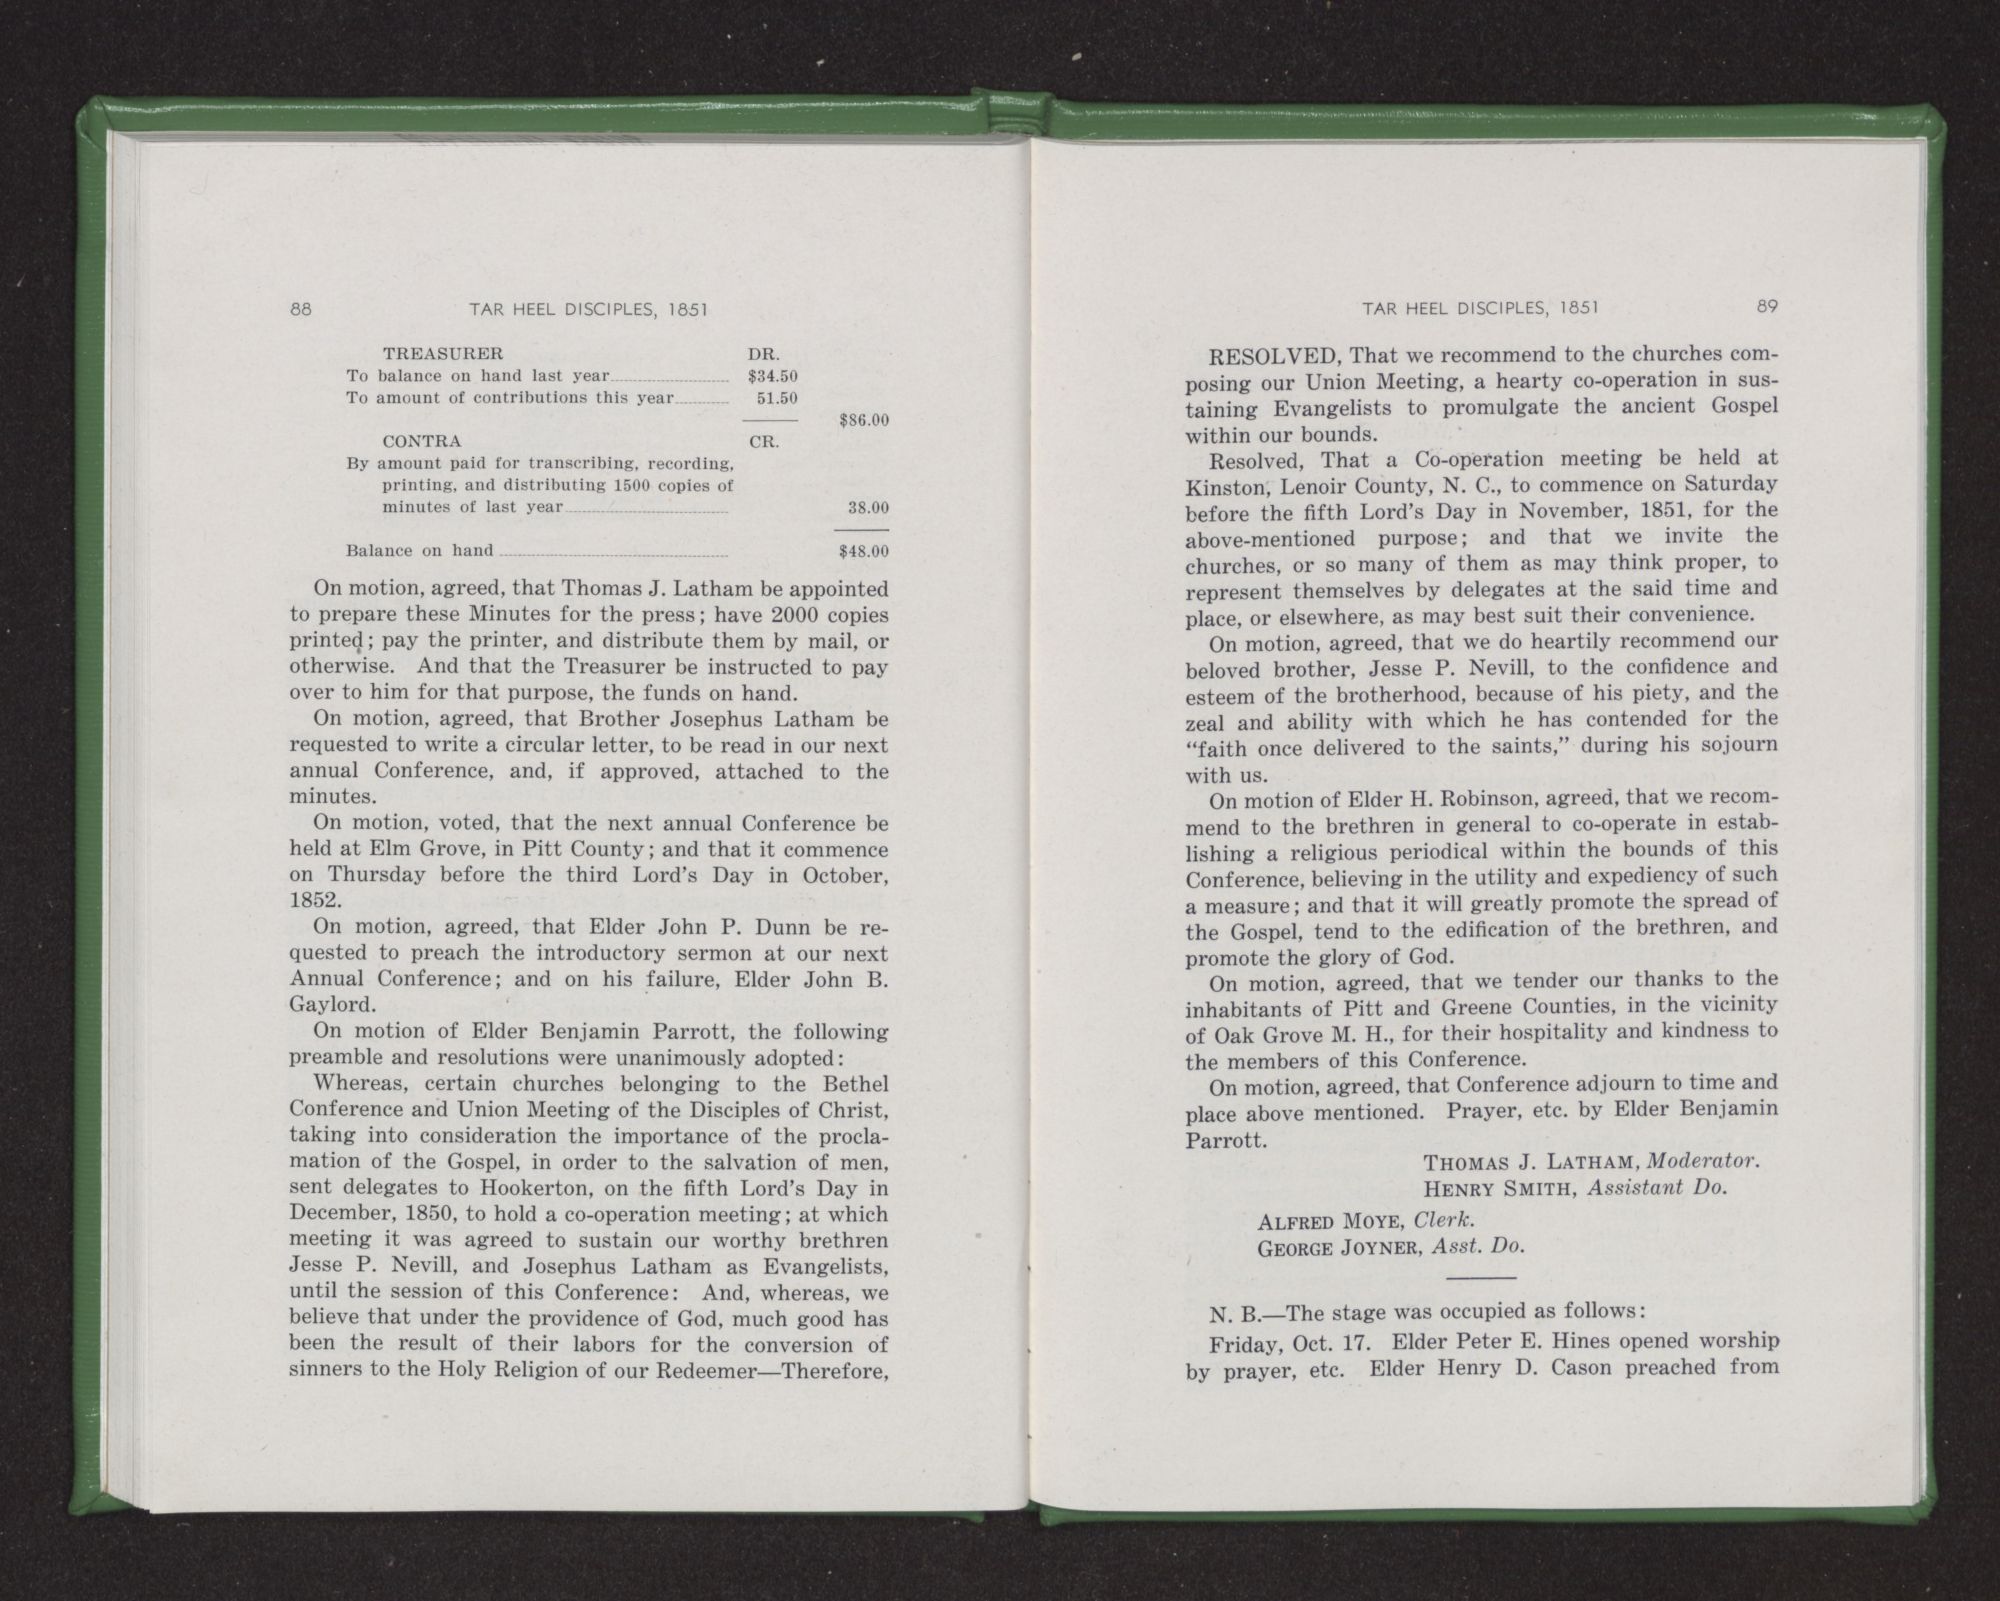 88 TAR HEEL DISCIPLES, 1851
TREASURER DR.
To balance on hand last year $34.50
To amount of contributions this year 51.50
$86.00
CONTRA CR.
By amount paid for transcribing, recording,
printing, and distributing 1500 copies of
minutes of last year 38.00
Balance on hand $48.00
On motion, agreed, that Thomas J. Latham be appointed
to prepare these Minutes for the press; have 2000 copies
printed; pay the printer, and distribute them by mail, or
otherwise. And that the Treasurer be instructed to pay
over to him for that purpose, the funds on hand.
On motion, agreed, that Brother Josephus Latham be
requested to write a circular letter, to be read in our next
annual Conference, and, if approved, attached to the
minutes.
On motion, voted, that the next annual Conference be
held at Elm Grove, in Pitt County; and that it commence
on Thursday before the third Lord's Day in October,
1852.
On motion, agreed, that Elder John P. Dunn be re-
quested to preach the introductory sermon at our next
Annual Conference; and on his failure, Elder John B.
Gaylord.
On motion of Elder Benjamin Parrott, the following
preamble and resolutions were unanimously adopted:
Whereas, certain churches belonging to the Bethel
Conference and Union Meeting of the Disciples of Christ,
taking into consideration the importance of the procla-
mation of the Gospel, in order to the salvation of men,
sent delegates to Hookerton, on the fifth Lord's Day in
December, 1850, to hold a co-operation meeting; at which
meeting it was agreed to sustain our worthy brethren
Jesse P. Nevill, and Josephus Latham as Evangelists,
until the session of this Conference: And, whereas, we
believe that under the providence of God, much good has
been the result of their labors for the conversion of
sinners to the Holy Religion of our Redeemer—Therefore,
TAR HEEL DISCIPLES, 1851 89
RESOLVED, That we recommend to the churches com-
posing our Union Meeting, a hearty co-operation in sus-
taining Evangelists to promulgate the ancient Gospel
within our bounds.
Resolved, That a Co-operation meeting be held at
Kinston, Lenoir County, N. C., to commence on Saturday
before the fifth Lord's Day in November, 1851, for the
above-mentioned purpose; and that we invite the
churches, or so many of them as may think proper, to
represent themselves by delegates at the said time and
place, or elsewhere, as may best suit their convenience.
On motion, agreed, that we do heartily recommend our
beloved brother, Jesse P. Nevill, to the confidence and
esteem of the brotherhood, because of his piety, and the
zeal and ability with which he has contended for the
“faith once delivered to the saints,” during his sojourn
with us.
On motion of Elder H. Robinson, agreed, that we recom-
mend to the brethren in general to co-operate in estab-
lishing a religious periodical within the bounds of this
Conference, believing in the utility and expediency of such
a measure; and that it will greatly promote the spread of
the Gospel, tend to the edification of the brethren, and
promote the glory of God.
On motion, agreed, that we tender our thanks to the
inhabitants of Pitt and Greene Counties, in the vicinity
of Oak Grove M. H., for their hospitality and kindness to
the members of this Conference.
On motion, agreed, that Conference adjourn to time and
place above mentioned. Prayer, etc. by Elder Benjamin
Parrott.
THOMAS J. LATHAM, Moderator.
HENRY SMITH, Assistant Do.
ALFRED MOYE, Clerk.
GEORGE JOYNER, Asst. Do.
N. B.—The stage was occupied as follows:
Friday, Oct. 17. Elder Peter E. Hines opened worship
by prayer, etc. Elder Henry D. Cason preached from